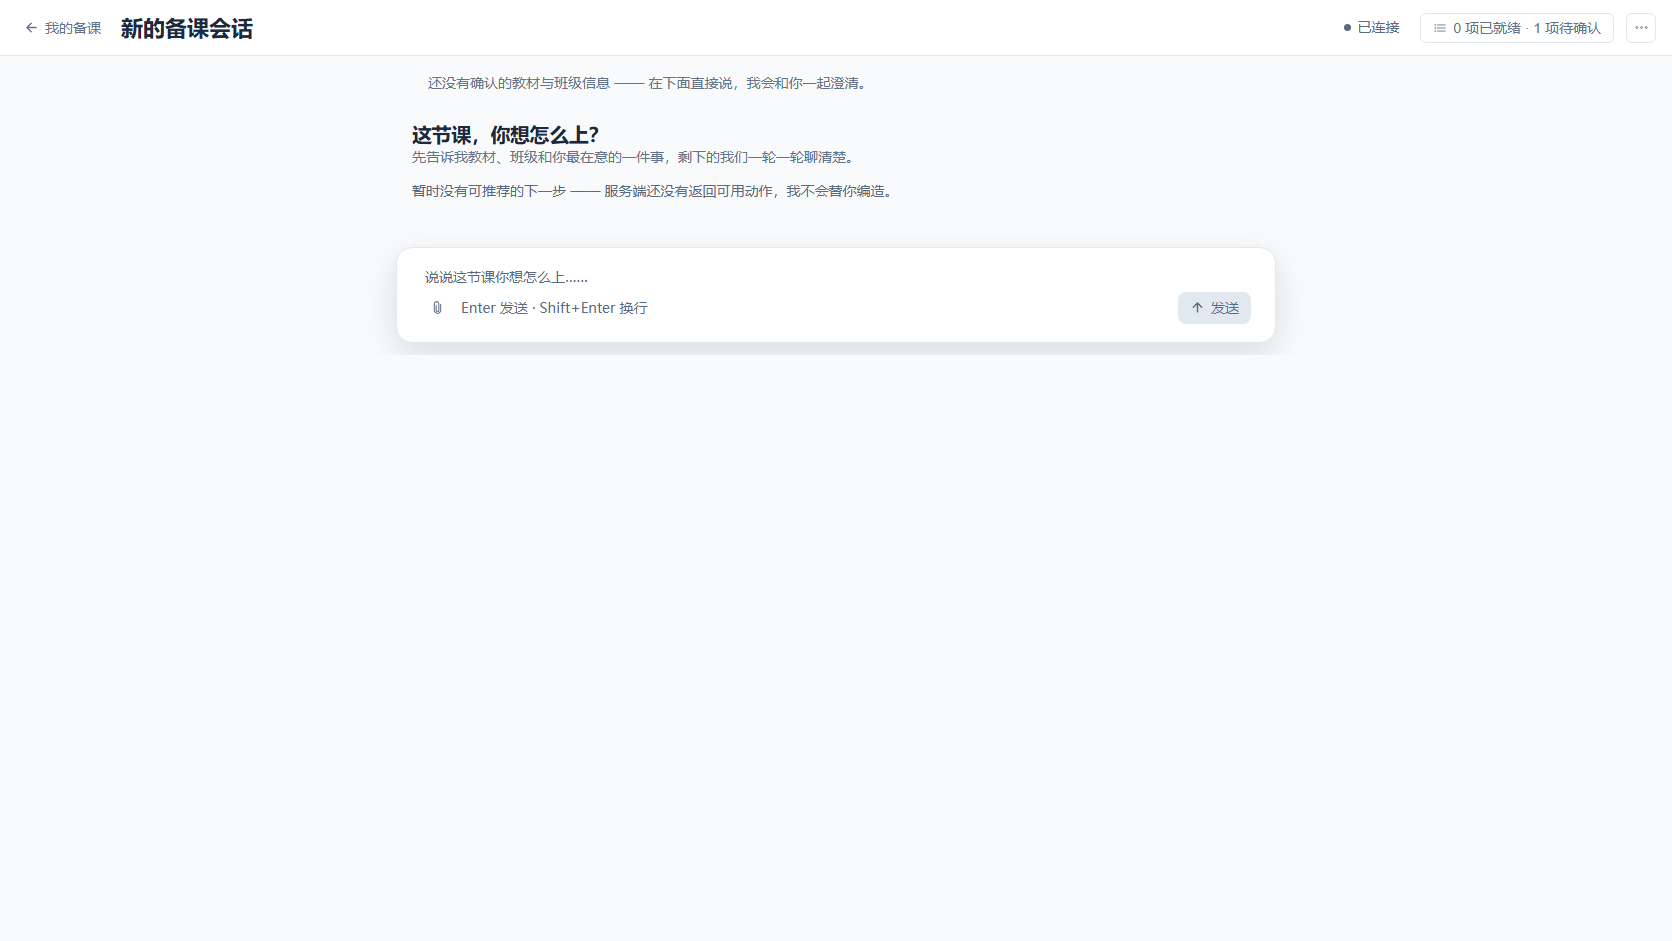 我的备课
新的备课会话
已连接
0 项已就绪 · 1 项待确认
还没有确认的教材与班级信息 —— 在下面直接说，我会和你一起澄清。
这节课，你想怎么上？
先告诉我教材、班级和你最在意的一件事，剩下的我们一轮一轮聊清楚。
暂时没有可推荐的下一步 —— 服务端还没有返回可用动作，我不会替你编造。
说说这节课你想怎么上……
Enter 发送 · Shift+Enter 换行
发送